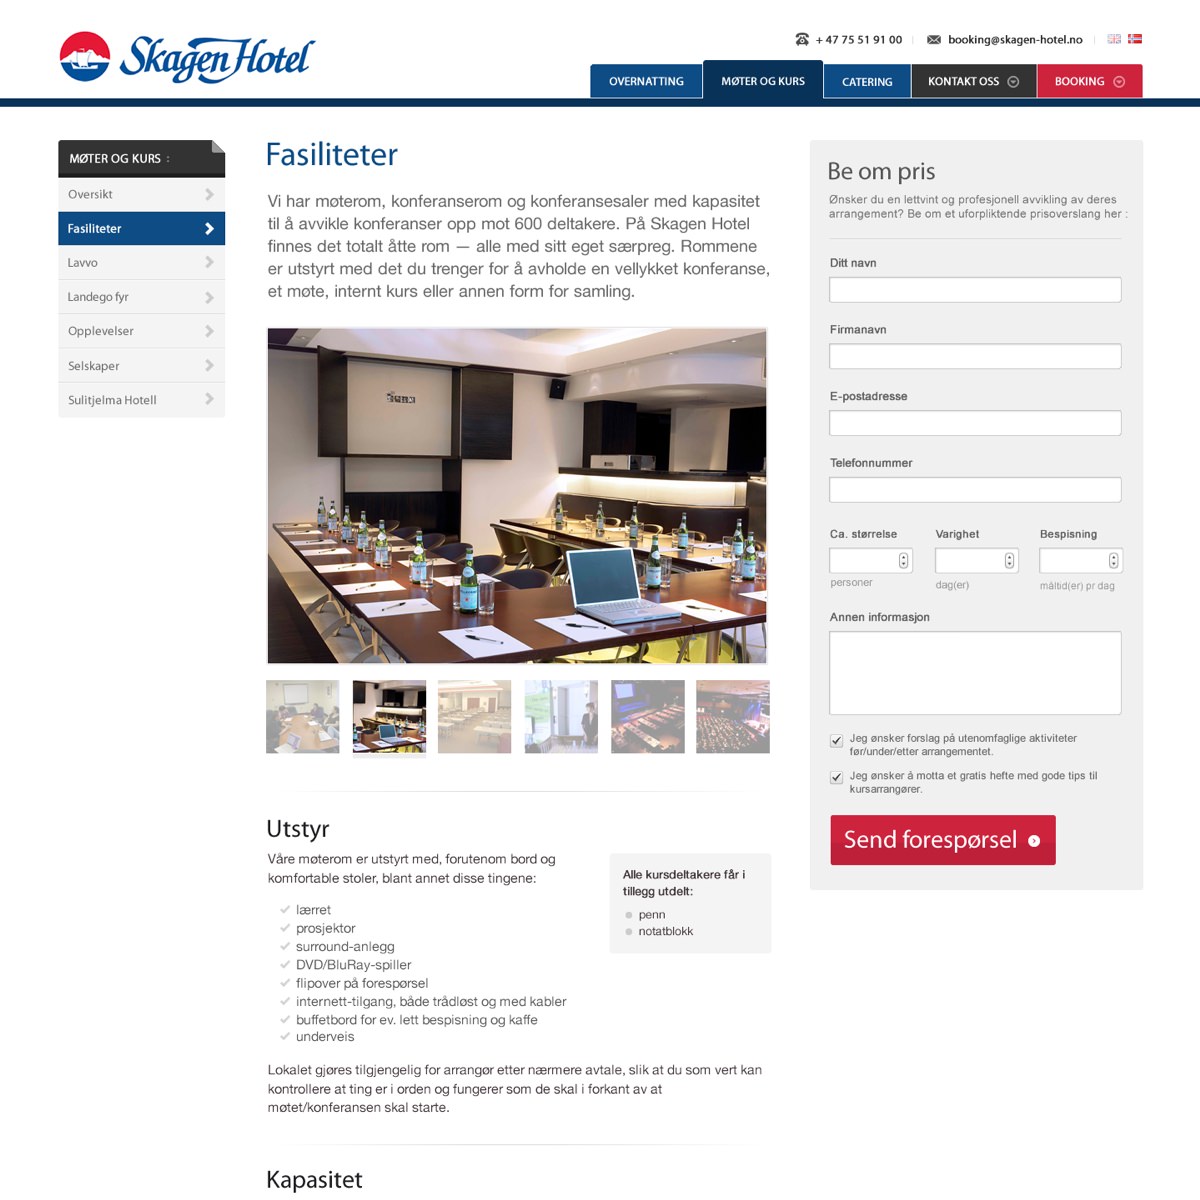 Skagen Hotel
+ 47 75 51 91 00
booking@skagen-hotel.no
OVERNATTING
MØTER OG KURS
CATERING
KONTAKT OSS
BOOKING
MØTER OG KURS :
Oversikt
Fasiliteter
Lavvo
Landego fyr
Opplevelser
Selskaper
Sulitjelma Hotell
Fasiliteter
Vi har møterom, konferanserom og konferansesaler med kapasitet
til å avvikle konferanser opp mot 600 deltakere. På Skagen Hotel
finnes det totalt åtte rom — alle med sitt eget særpreg. Rommene
er utstyrt med det du trenger for å avholde en vellykket konferanse,
et møte, internt kurs eller annen form for samling.
Utstyr
Våre møterom er utstyrt med, forutenom bord og
komfortable stoler, blant annet disse tingene:
lærret
prosjektor
surround-anlegg
DVD/BluRay-spiller
flipover på forespørsel
internett-tilgang, både trådløst og med kabler
buffetbord for ev. lett bespisning og kaffe
underveis
Alle kursdeltakere får i
tillegg utdelt:
penn
notatblokk
Lokalet gjøres tilgjengelig for arrangør etter nærmere avtale, slik at du som vert kan
kontrollere at ting er i orden og fungerer som de skal i forkant av at
møtet/konferansen skal starte.
Kapasitet
Be om pris
Ønsker du en lettvint og profesjonell avvikling av deres
arrangement? Be om et uforpliktende prisoverslag her :
Ditt navn
Firmanavn
E-postadresse
Telefonnummer
Ca. størrelse
Varighet
Bespisning
personer
dag(er)
måltid(er) pr dag
Annen informasjon
Jeg ønsker forslag på utenomfaglige aktiviteter
før/under/etter arrangementet.
Jeg ønsker å motta et gratis hefte med gode tips til
kursarrangører.
Send forespørsel